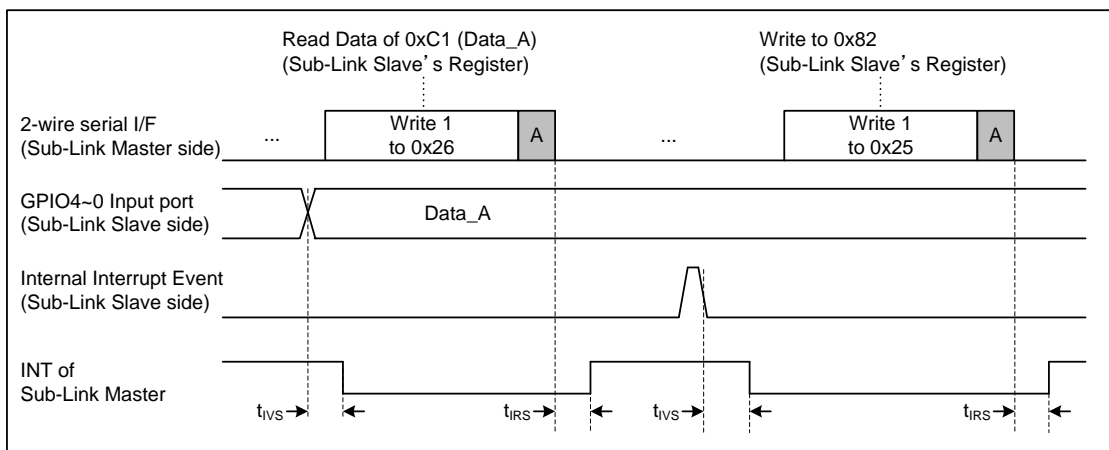 Read Data of 0xC1 (Data_A)
(Sub-Link Slave’s Register)
Write to 0x82
(Sub-Link Slave’s Register)
2-wire serial I/F
(Sub-Link Master side)
...
Write 1
to 0x26
A
...
Write 1
to 0x25
A
GPIO4~0 Input port
(Sub-Link Slave side)
Data_A
Internal Interrupt Event
(Sub-Link Slave side)
INT of
Sub-Link Master
tIVS
tIRS
tIVS
tIRS